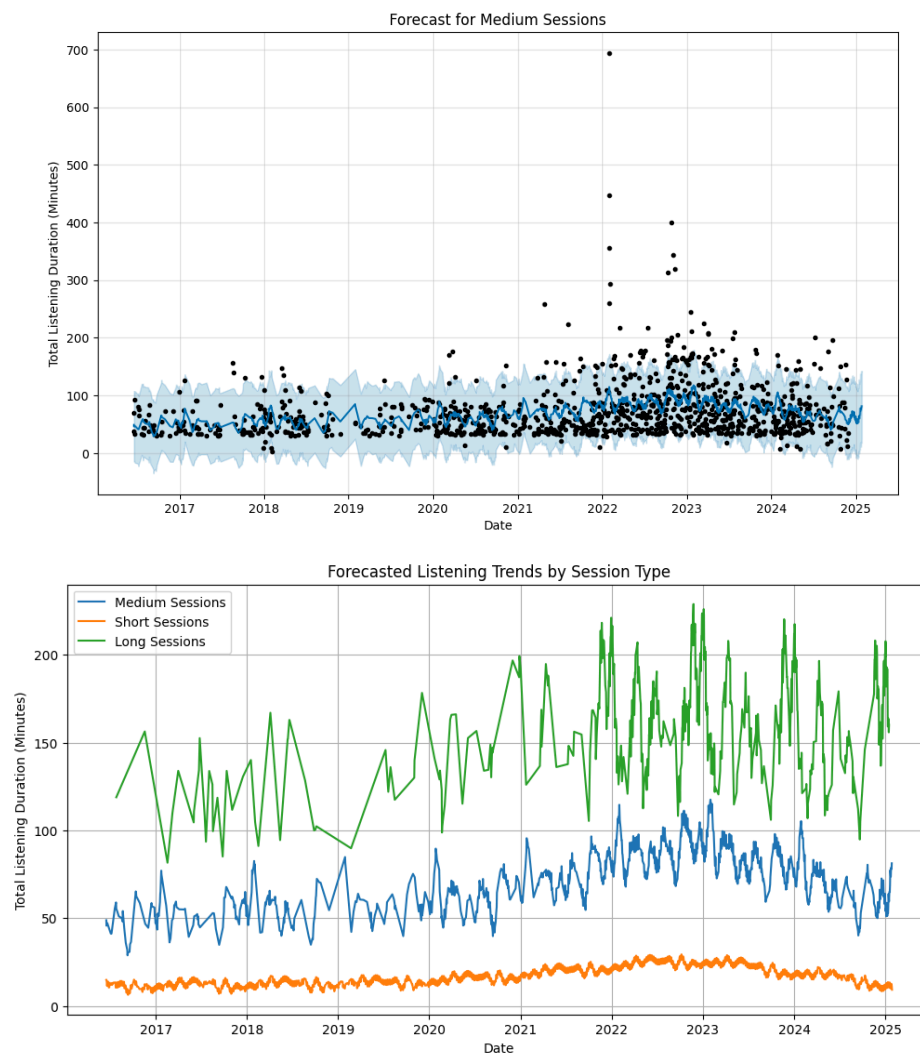 Forecast for Medium Sessions
700
600
500
400
300
200
100
0
Total Listening Duration (Minutes)
2017 2018 2019 2020 2021 2022 2023 2024 2025
Date
Forecasted Listening Trends by Session Type
Medium Sessions
Short Sessions
Long Sessions
200
150
100
50
0
Total Listening Duration (Minutes)
2017 2018 2019 2020 2021 2022 2023 2024 2025
Date